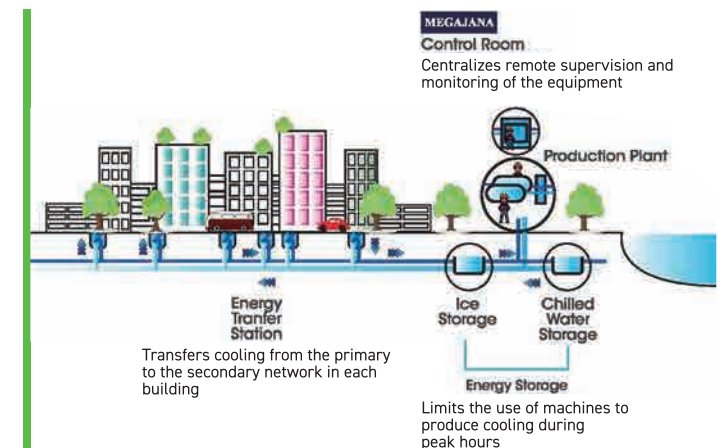 MEGAJANA
Control Room
Centralizes remote supervision and
monitoring of the equipment
Production Plant
Energy
Tranfer
Station
Transfers cooling from the primary
to the secondary network in each
building
Ice
Storage
Chilled
Water
Storage
Energy Storage
Limits the use of machines to
produce cooling during
peak hours